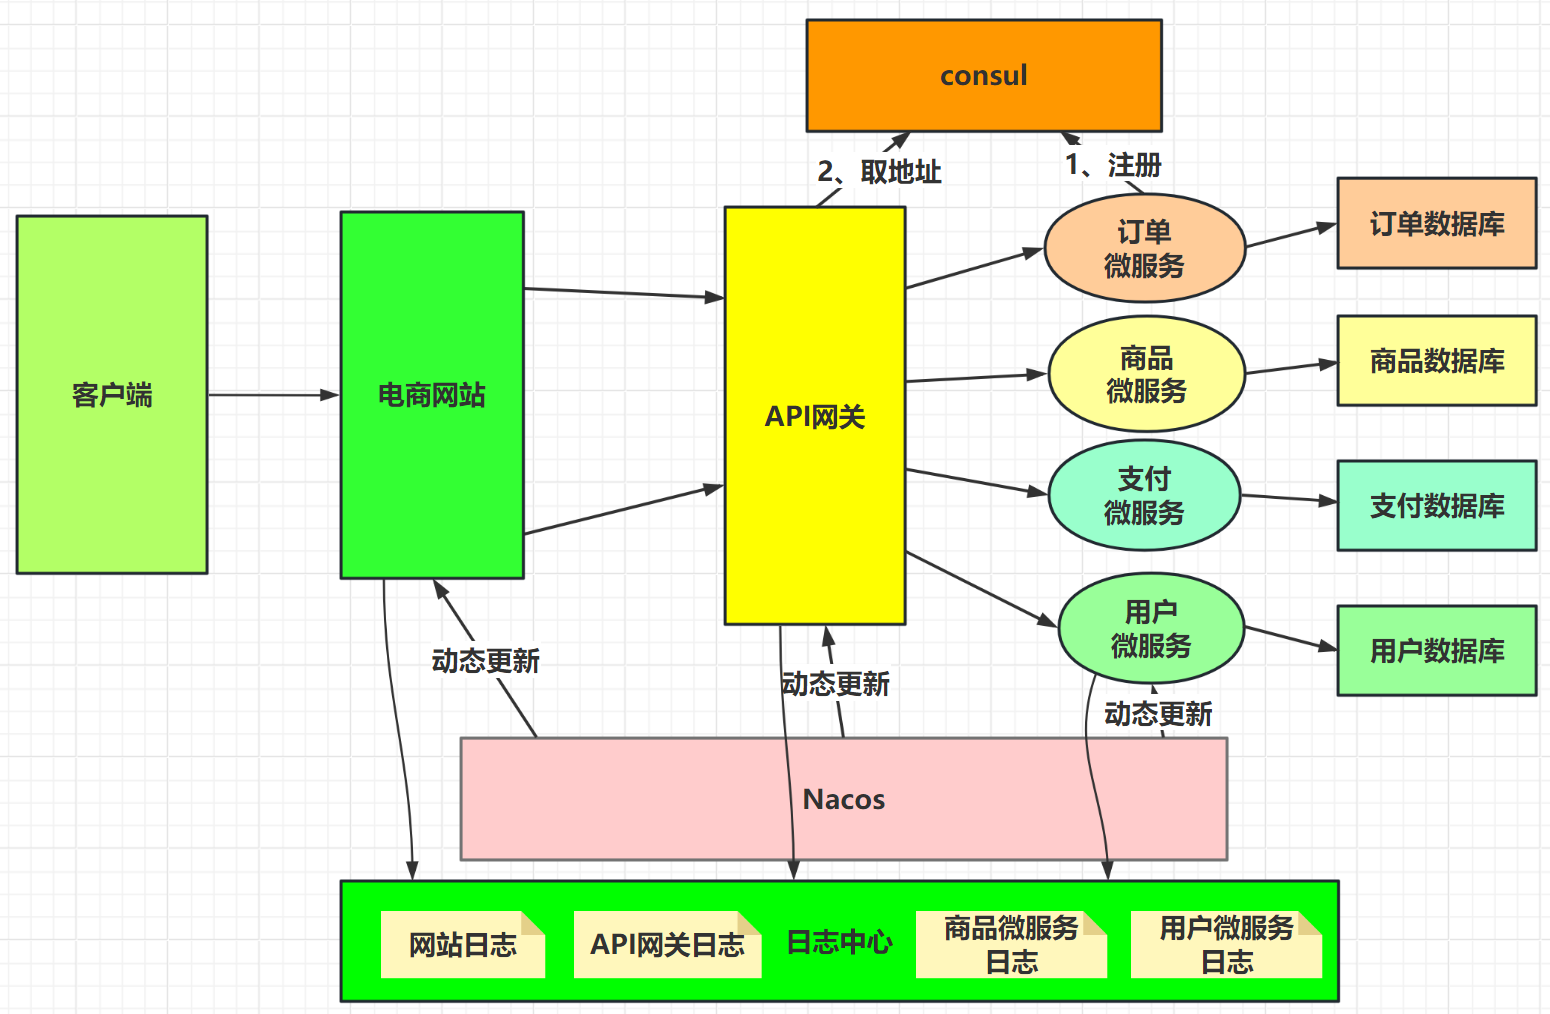 consul
2、取地址
1、注册
客户端
电商网站
API网关
订单
微服务
订单数据库
商品
微服务
商品数据库
支付
微服务
支付数据库
用户
微服务
用户数据库
动态更新
动态更新
动态更新
Nacos
网站日志
API网关日志
日志中心
商品微服务
日志
用户微服务
日志